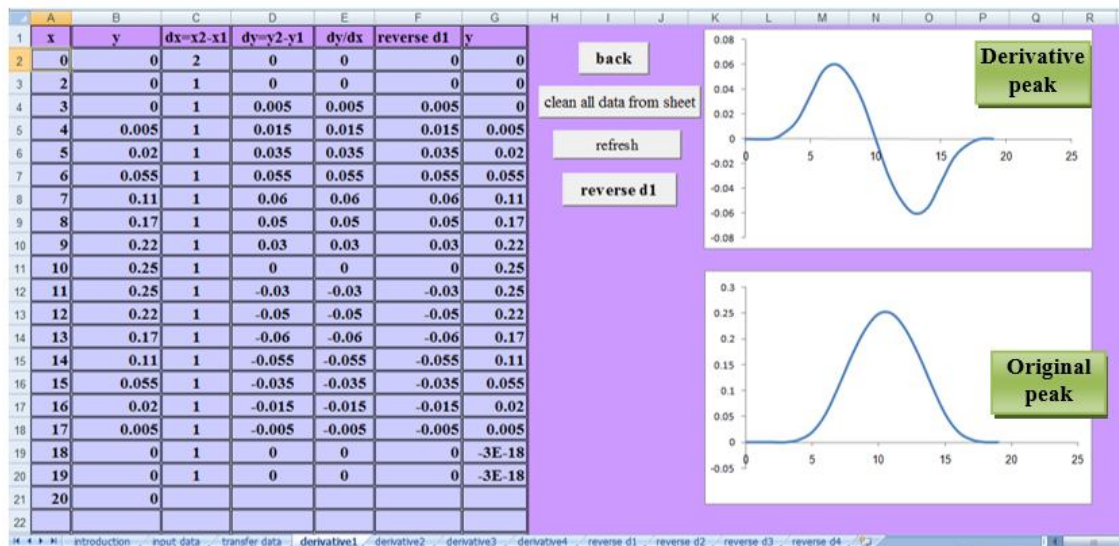 A B C D E F G H I J K L M N O P Q R
1 x y dx=x2-x1 dy=y2-y1 dy/dx reverse d1 y
2 0 0 2 0 0 0 0
3 2 0 1 0 0 0 0
4 3 0 1 0.005 0.005 0.005 0
5 4 0.005 1 0.015 0.015 0.015 0.005
6 5 0.02 1 0.035 0.035 0.035 0.02
7 6 0.055 1 0.055 0.055 0.055 0.055
8 7 0.11 1 0.06 0.06 0.06 0.11
9 8 0.17 1 0.05 0.05 0.05 0.17
10 9 0.22 1 0.03 0.03 0.03 0.22
11 10 0.25 1 0 0 0 0.25
12 11 0.25 1 -0.03 -0.03 -0.03 0.25
13 12 0.22 1 -0.05 -0.05 -0.05 0.22
14 13 0.17 1 -0.06 -0.06 -0.06 0.17
15 14 0.11 1 -0.055 -0.055 -0.055 0.11
16 15 0.055 1 -0.035 -0.035 -0.035 0.055
17 16 0.02 1 -0.015 -0.015 -0.015 0.02
18 17 0.005 1 -0.005 -0.005 -0.005 0.005
19 18 0 1 0 0 0 -3E-18
20 19 0 1 0 0 0 -3E-18
21 20 0
22
back
clean all data from sheet
refresh
reverse d1
0.08
0.06
0.04
0.02
0
-0.02
-0.04
-0.06
-0.08
0 5 10 15 20 25
Derivative
peak
0.3
0.25
0.2
0.15
0.1
0.05
0
-0.05
0 5 10 15 20 25
Original
peak
introduction input data transfer data derivative1 derivative2 derivative3 derivative4 reverse d1 reverse d2 reverse d3 reverse d4